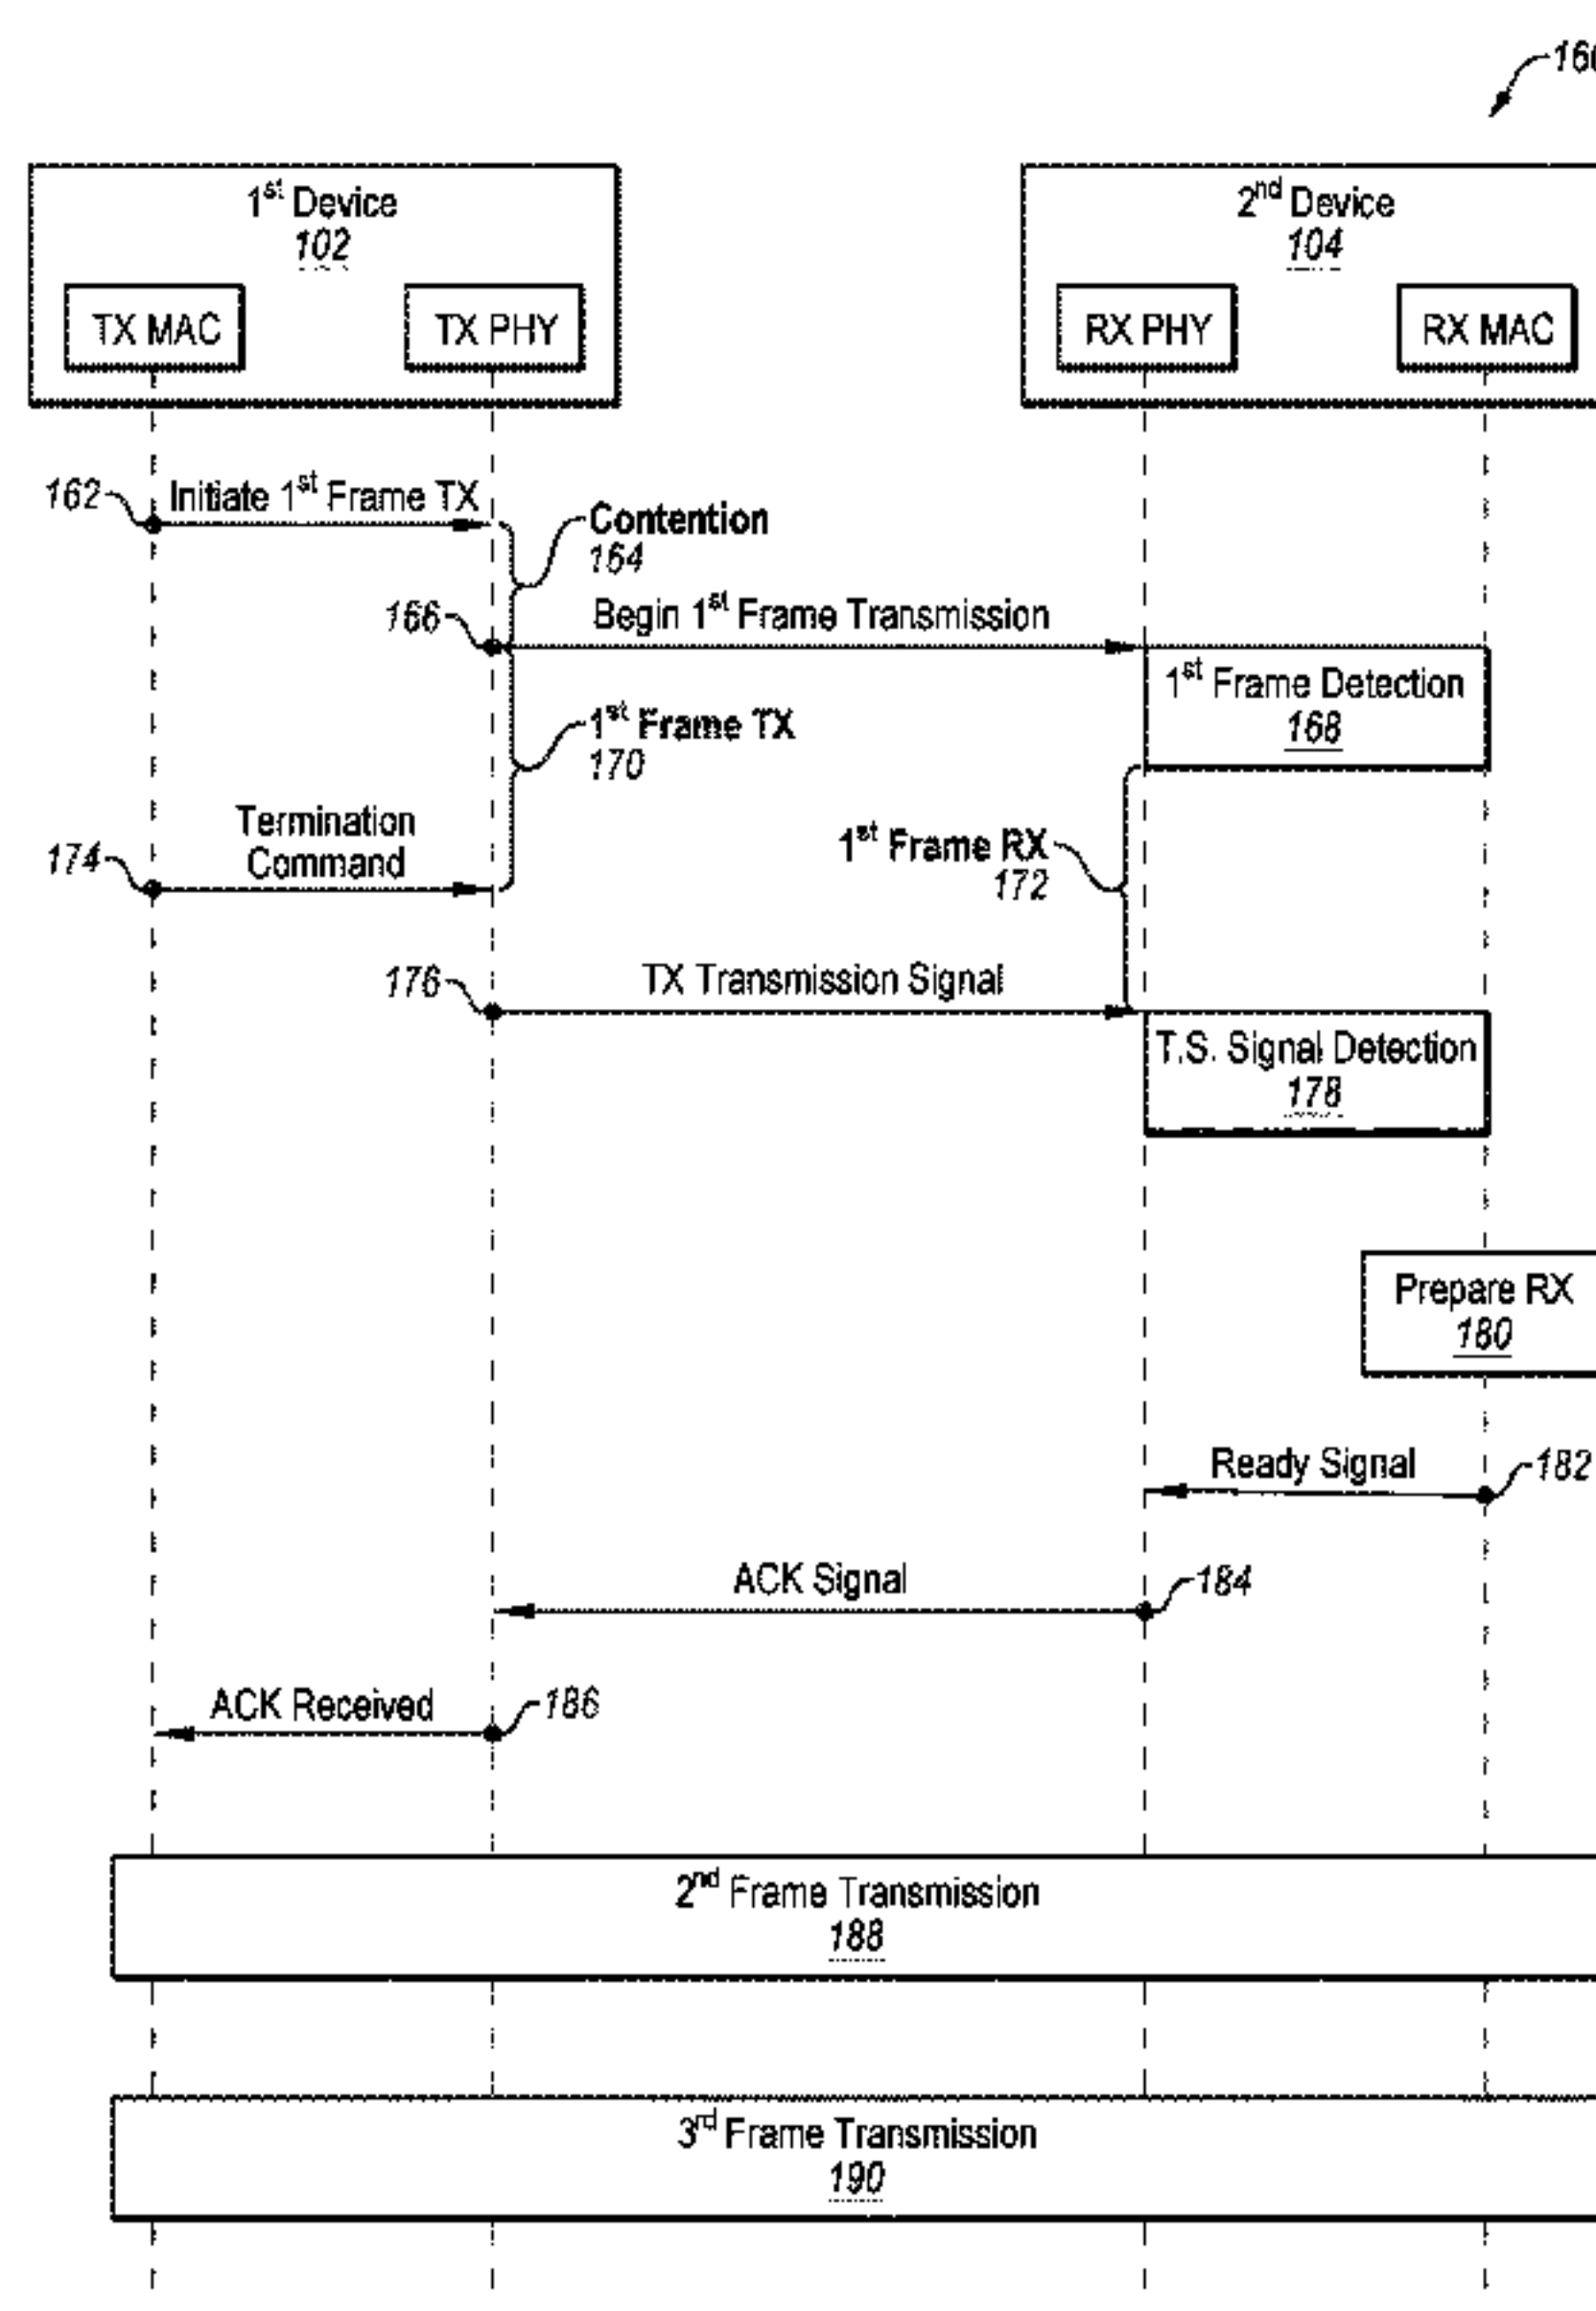 160
1st Device
102
2nd Device
104
TX MAC
TX PHY
RX PHY
RX MAC
162
Initiate 1st Frame TX
Contention
164
166
Begin 1st Frame Transmission
1st Frame Detection
168
1st Frame TX
170
Termination
Command
174
1st Frame RX
172
176
TX Transmission Signal
T.S. Signal Detection
178
Prepare RX
180
Ready Signal
182
ACK Signal
184
ACK Received
186
2nd Frame Transmission
188
3rd Frame Transmission
190